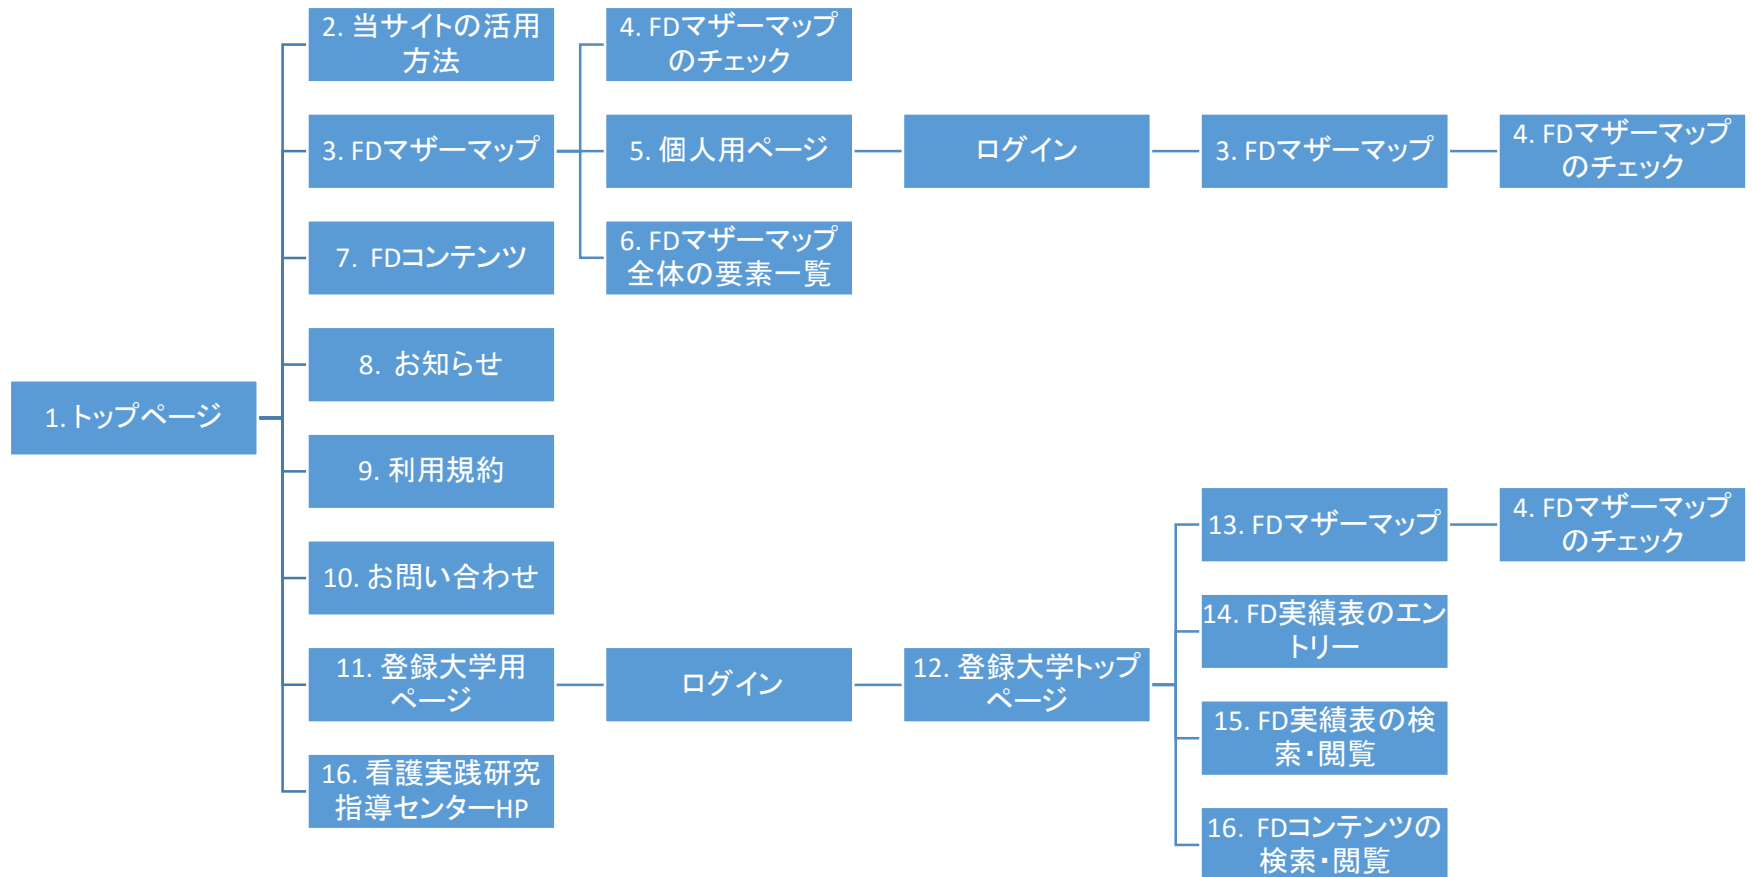 2. 当サイトの活用
方法
4. FDマザーマップ
のチェック
3. FDマザーマップ
5. 個人用ページ
ログイン
3. FDマザーマップ
4. FDマザーマップ
のチェック
7. FDコンテンツ
6. FDマザーマップ
全体の要素一覧
8. お知らせ
1. トップページ
9. 利用規約
13. FDマザーマップ
4. FDマザーマップ
のチェック
10. お問い合わせ
14. FD実績表のエン
トリー
11. 登録大学用
ページ
ログイン
12. 登録大学トップ
ページ
15. FD実績表の検
索・閲覧
16. 看護実践研究
指導センターHP
16. FDコンテンツの
検索・閲覧